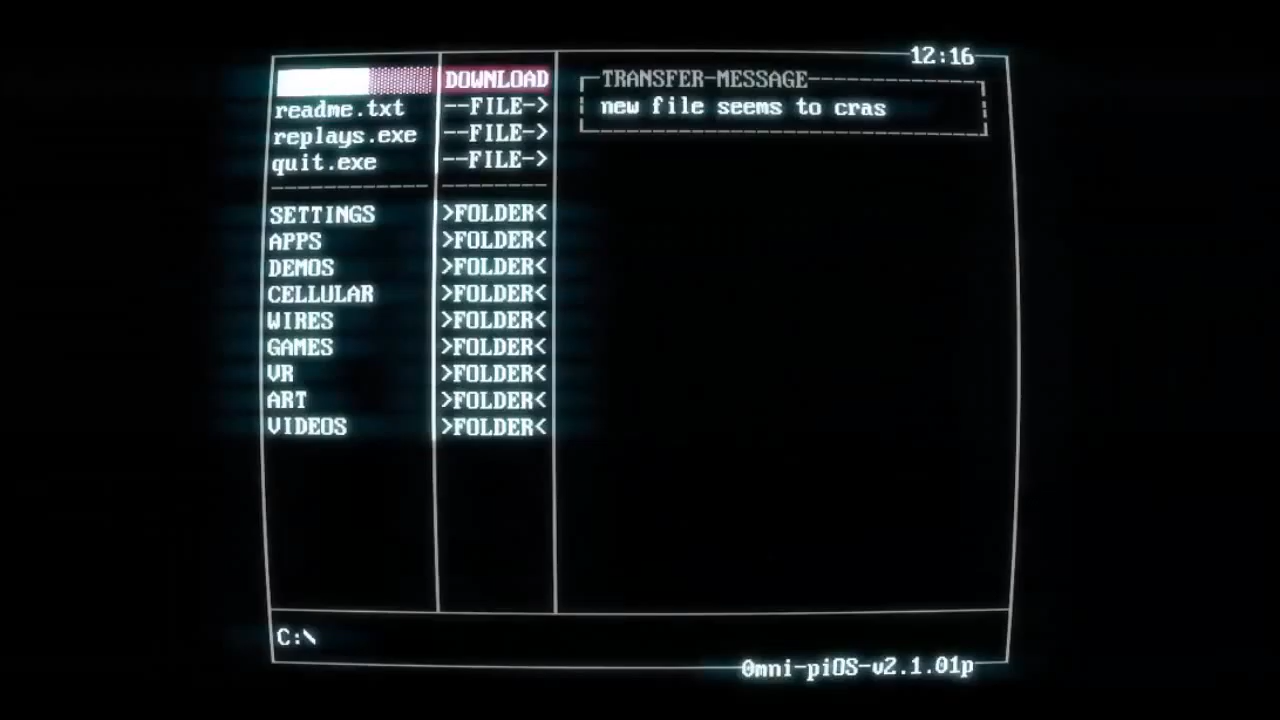 12:16
DOWNLOAD
readme.txt --FILE->
replays.exe --FILE->
quit.exe --FILE->
SETTINGS >FOLDER<
APPS >FOLDER<
DEMOS >FOLDER<
CELLULAR >FOLDER<
WIRES >FOLDER<
GAMES >FOLDER<
VR >FOLDER<
ART >FOLDER<
VIDEOS >FOLDER<
TRANSFER-MESSAGE
new file seems to cras
C:\
0mni-piOS-v2.1.01p